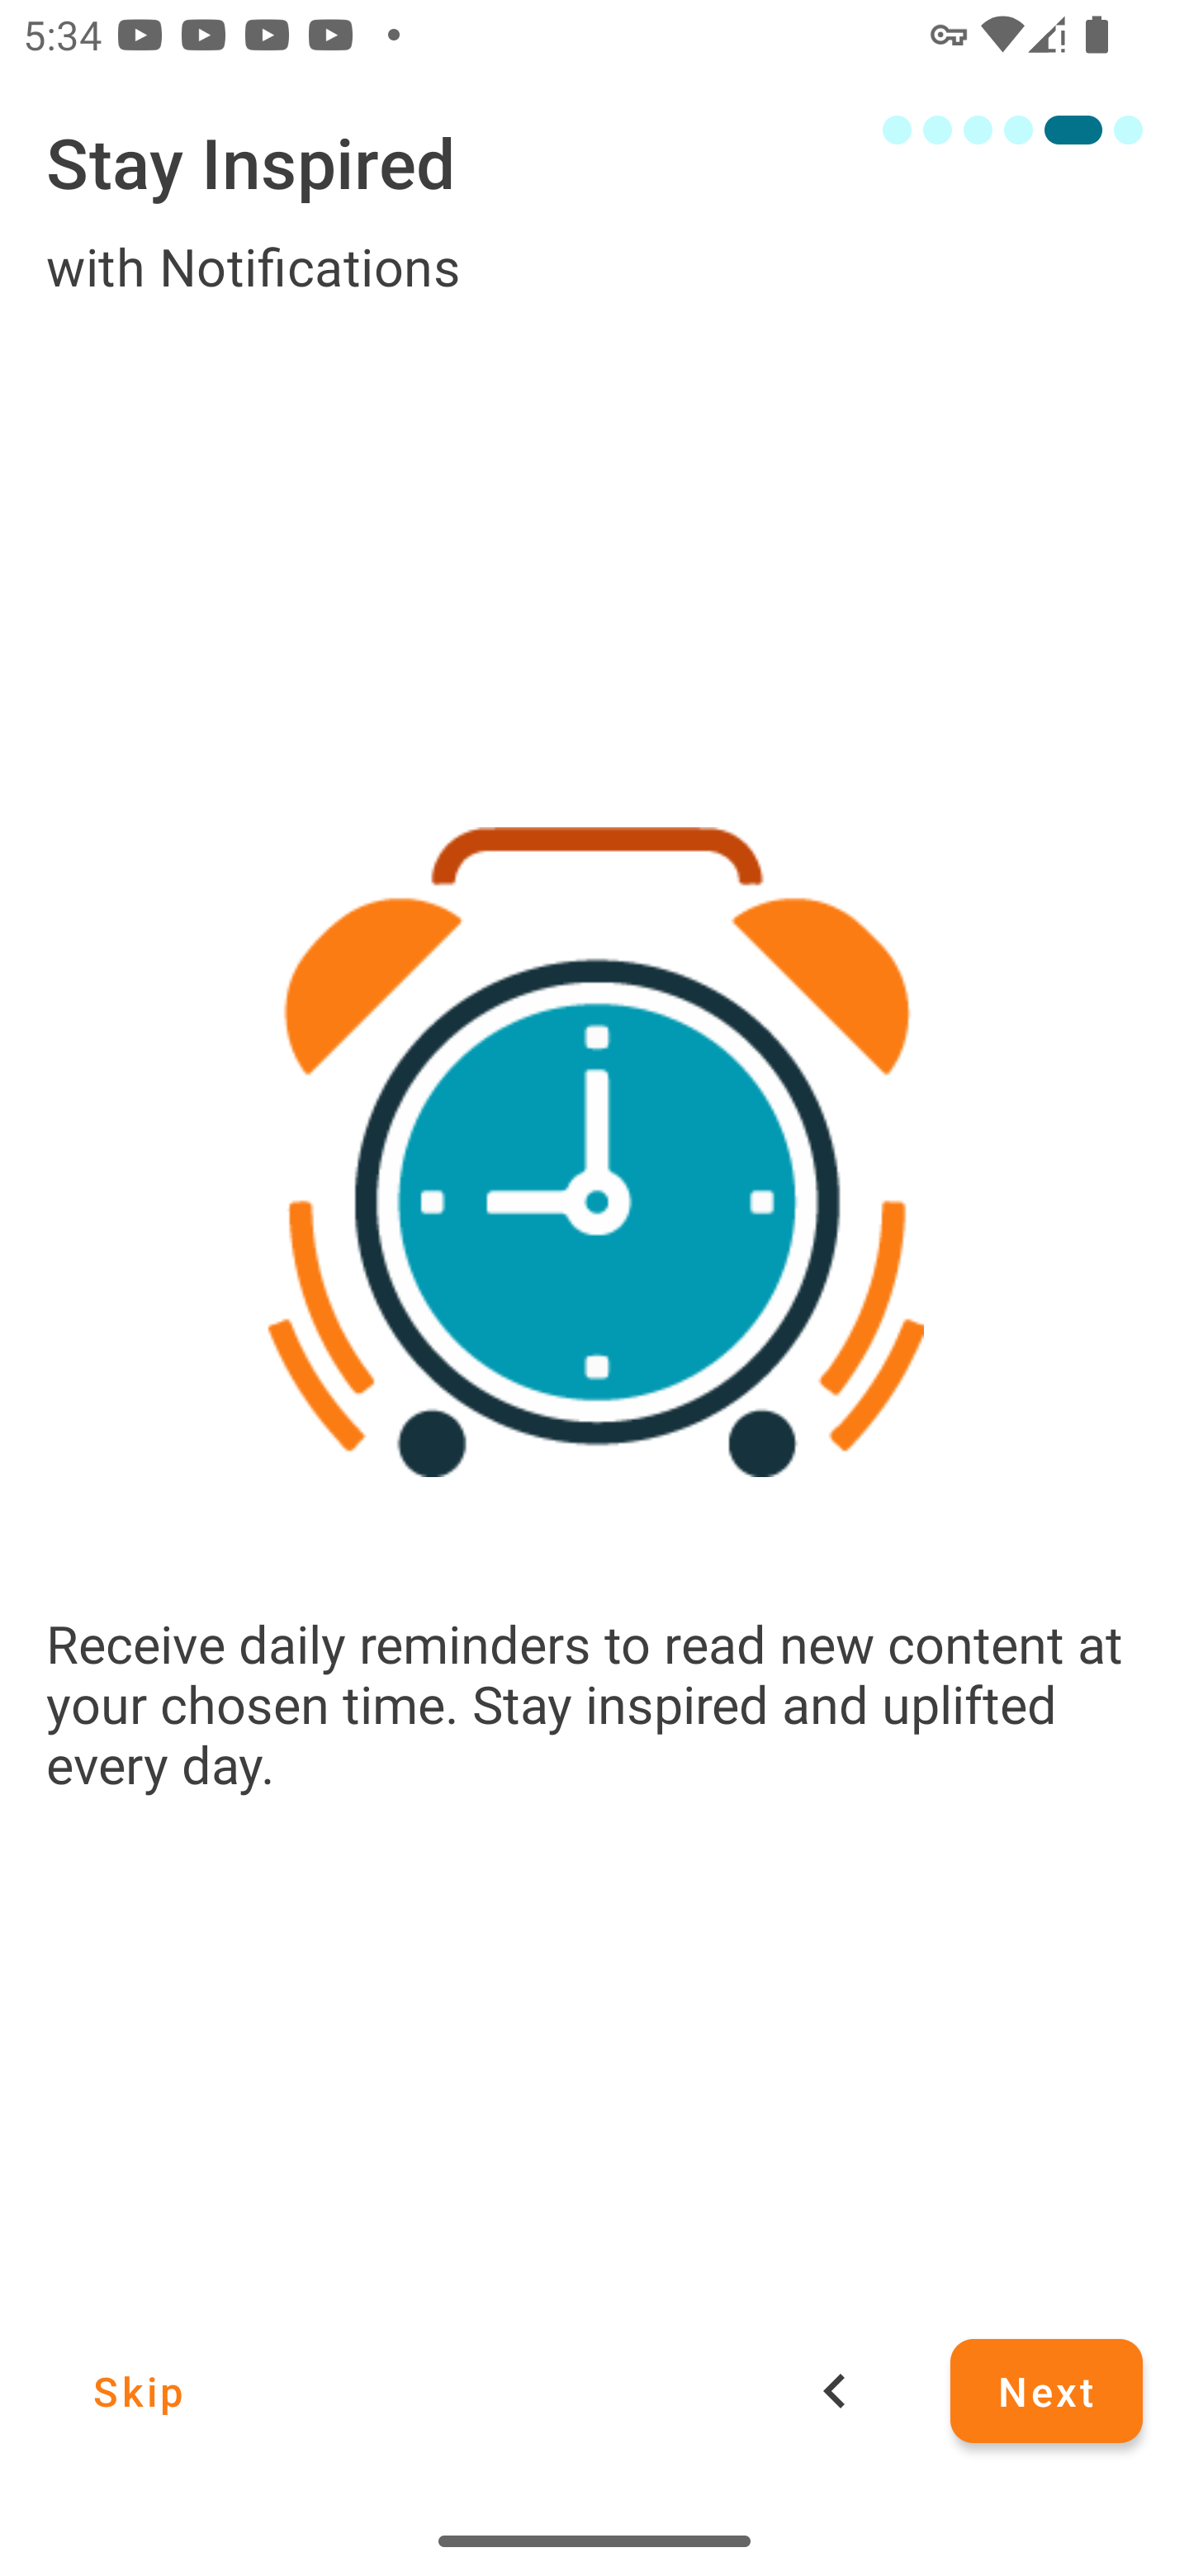 5:34
Stay Inspired
with Notifications
Receive daily reminders to read new content at
your chosen time. Stay inspired and uplifted
every day.
Skip
Next